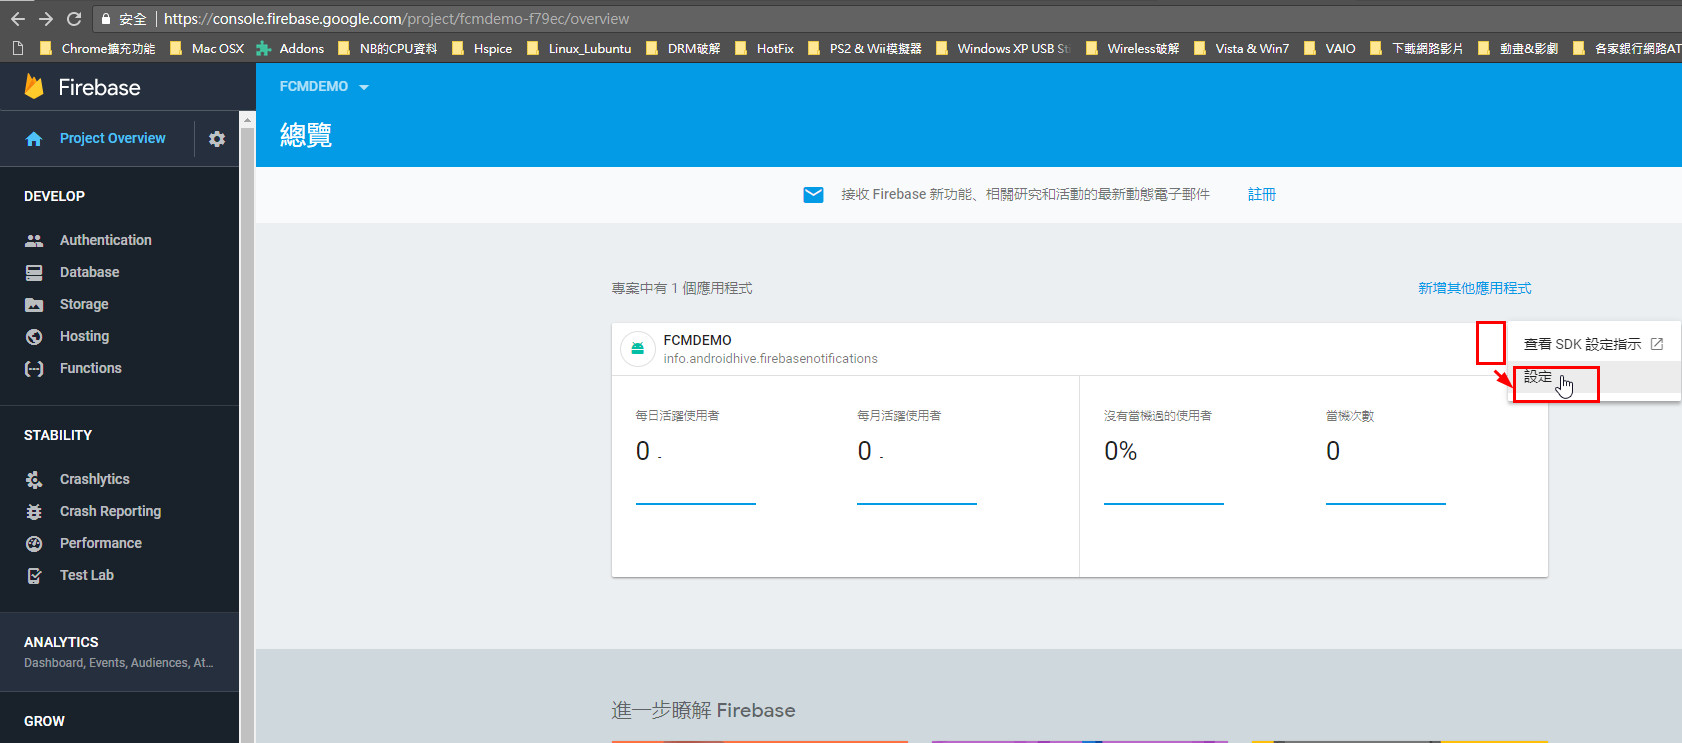 安全 https://console.firebase.google.com/project/fcmdemo-f79ec/overview
Chrome擴充功能 Mac OSX Addons NB的CPU資料 Hspice Linux_Lubuntu DRM破解 HotFix PS2 & Wii模擬器 Windows XP USB St Wireless破解 Vista & Win7 VAIO 下載網路影片 動畫&影劇 各家銀行網路AT
Firebase
FCMDEMO
Project Overview
總覽
DEVELOP
接收 Firebase 新功能、相關研究和活動的最新動態電子郵件 註冊
Authentication
Database
Storage
Hosting
Functions
專案中有 1 個應用程式 新增其他應用程式
FCMDEMO
info.androidhive.firebasenotifications
查看 SDK 設定指示
設定
每日活躍使用者 每月活躍使用者 沒有當機過的使用者 當機次數
0 - 0 - 0% 0
STABILITY
Crashlytics
Crash Reporting
Performance
Test Lab
ANALYTICS
Dashboard, Events, Audiences, At...
GROW
進一步瞭解 Firebase